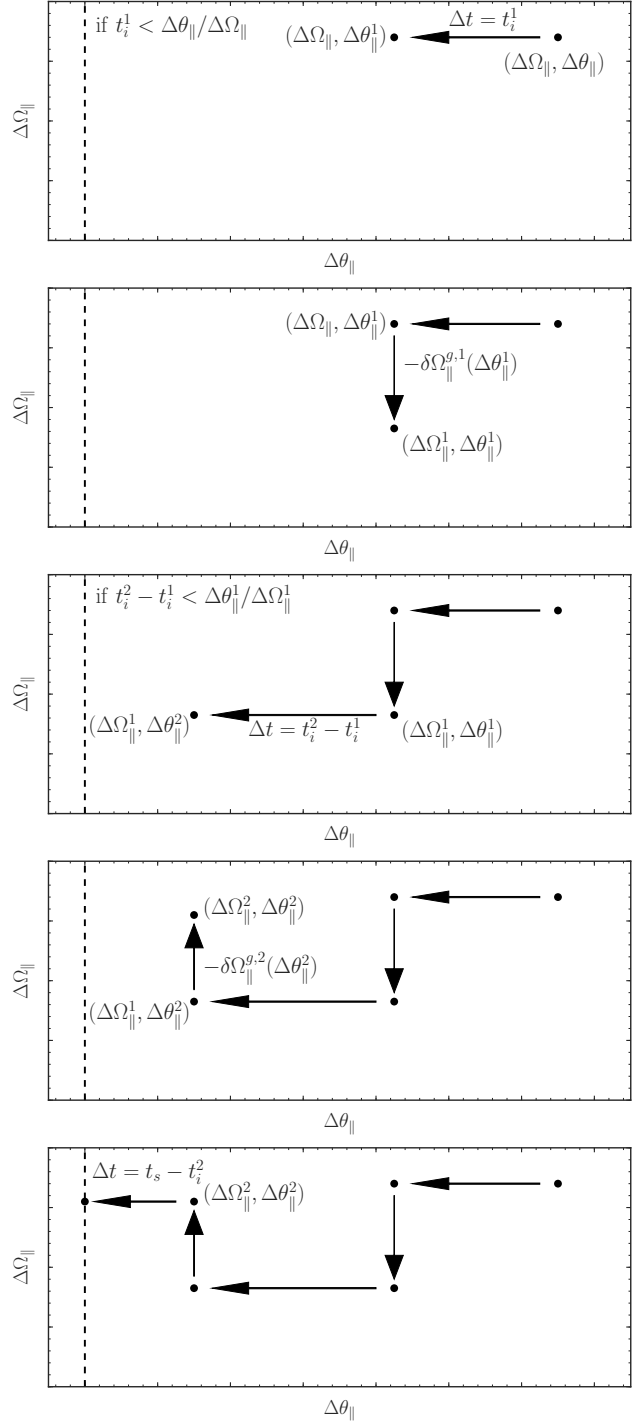 if $t_i^1 < \Delta\theta_\parallel/\Delta\Omega_\parallel$
$\Delta t = t_i^1$
$(\Delta\Omega_\parallel, \Delta\theta_\parallel^1)$
$(\Delta\Omega_\parallel, \Delta\theta_\parallel)$
$\Delta\Omega_\parallel$
$\Delta\theta_\parallel$
$(\Delta\Omega_\parallel, \Delta\theta_\parallel^1)$
$-\delta\Omega_\parallel^{g,1}(\Delta\theta_\parallel^1)$
$\Delta\Omega_\parallel$
$(\Delta\Omega_\parallel^1, \Delta\theta_\parallel^1)$
$\Delta\theta_\parallel$
if $t_i^2 - t_i^1 < \Delta\theta_\parallel^1/\Delta\Omega_\parallel^1$
$\Delta\Omega_\parallel$
$(\Delta\Omega_\parallel^1, \Delta\theta_\parallel^2)$
$\Delta t = t_i^2 - t_i^1$
$(\Delta\Omega_\parallel^1, \Delta\theta_\parallel^1)$
$\Delta\theta_\parallel$
$(\Delta\Omega_\parallel^2, \Delta\theta_\parallel^2)$
$-\delta\Omega_\parallel^{g,2}(\Delta\theta_\parallel^2)$
$\Delta\Omega_\parallel$
$(\Delta\Omega_\parallel^1, \Delta\theta_\parallel^2)$
$\Delta\theta_\parallel$
$\Delta t = t_s - t_i^2$
$(\Delta\Omega_\parallel^2, \Delta\theta_\parallel^2)$
$\Delta\Omega_\parallel$
$\Delta\theta_\parallel$